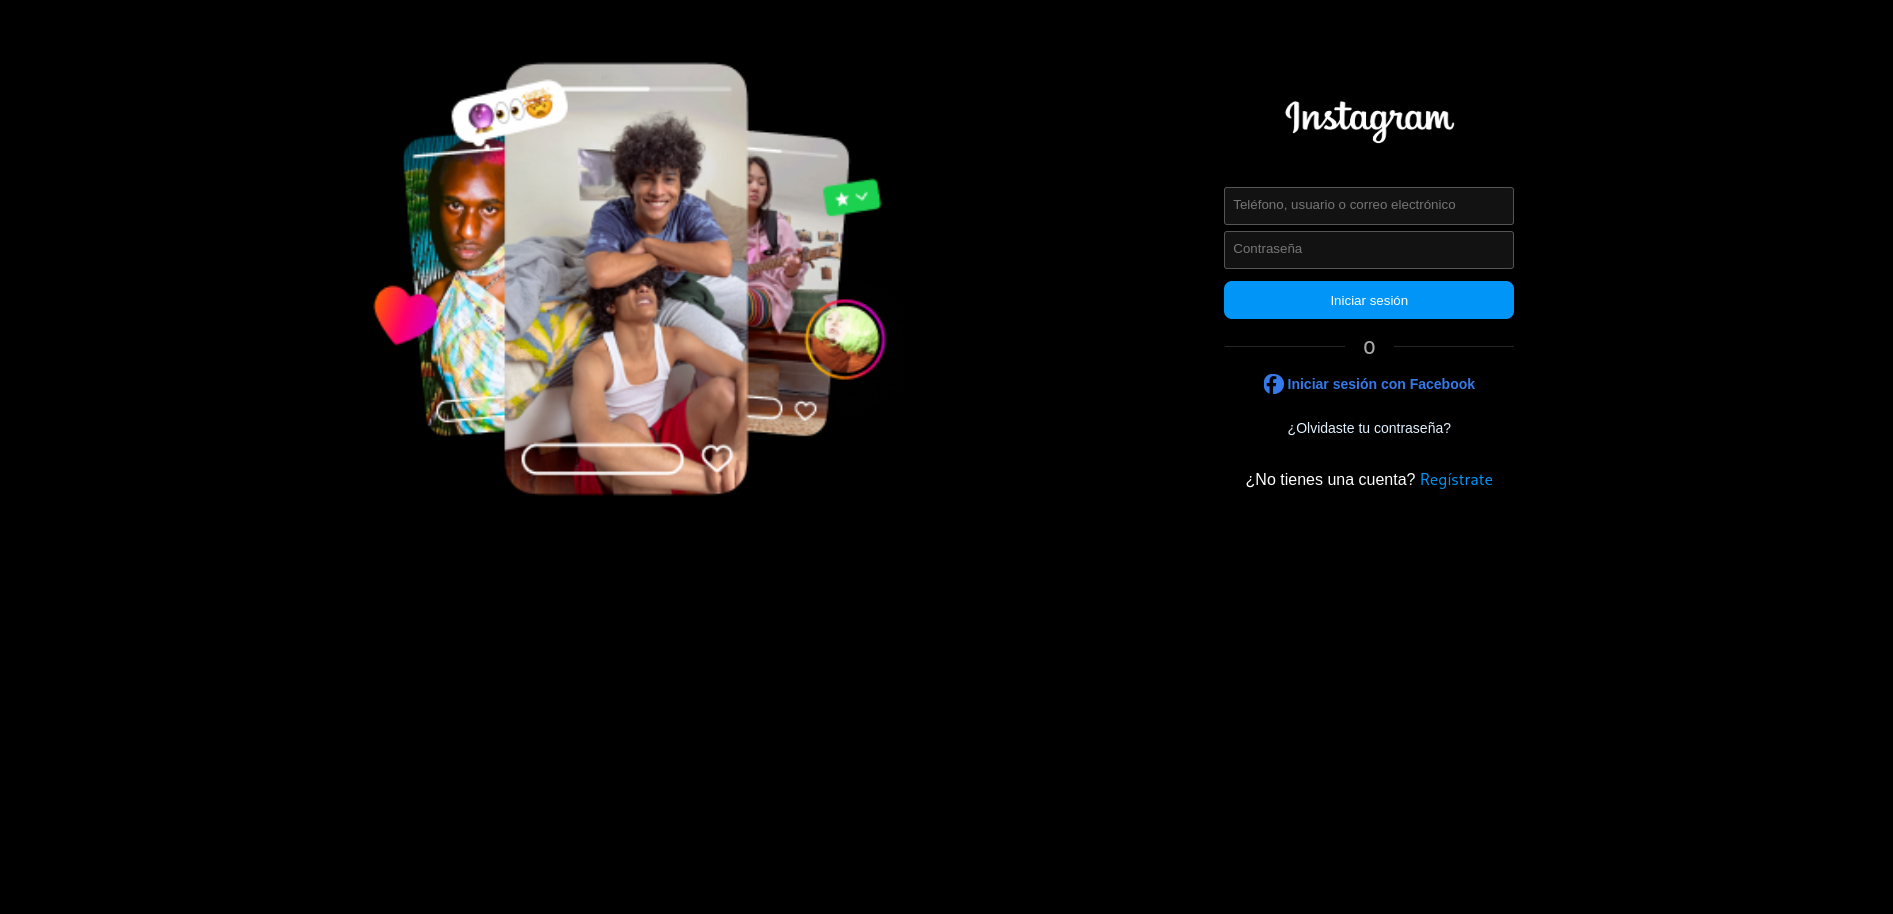 Instagram
Teléfono, usuario o correo electrónico
Contraseña
Iniciar sesión
O
Iniciar sesión con Facebook
¿Olvidaste tu contraseña?
¿No tienes una cuenta? Regístrate